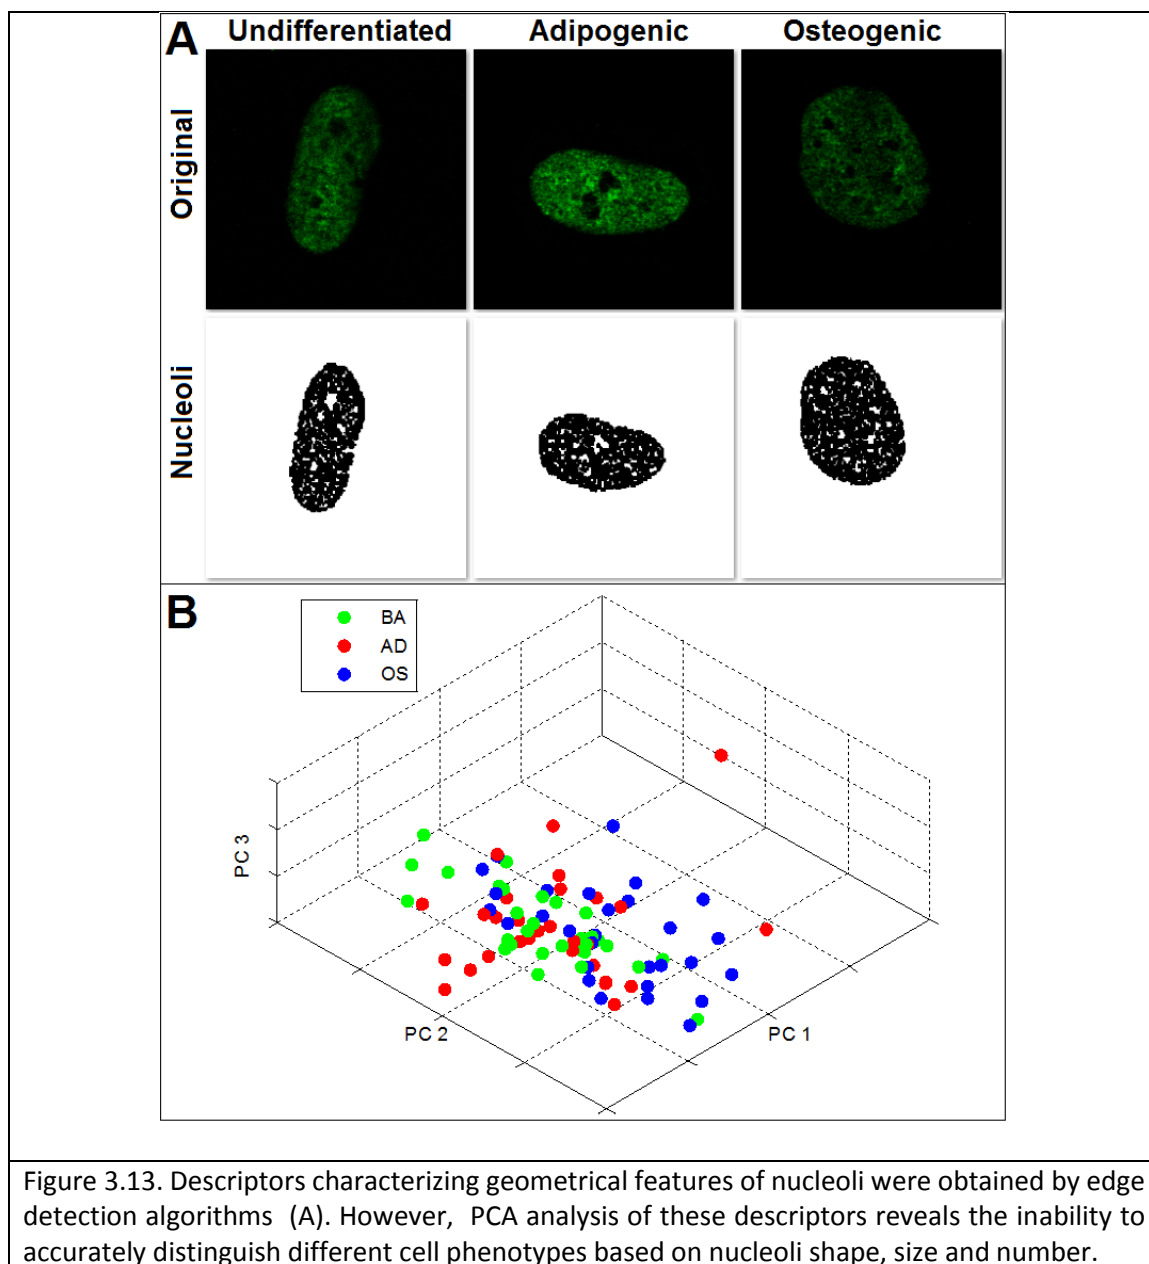 A
Undifferentiated Adipogenic Osteogenic
Original
Nucleoli
B
BA
AD
OS
PC 3
PC 2
PC 1
Figure 3.13. Descriptors characterizing geometrical features of nucleoli were obtained by edge
detection algorithms (A). However, PCA analysis of these descriptors reveals the inability to
accurately distinguish different cell phenotypes based on nucleoli shape, size and number.